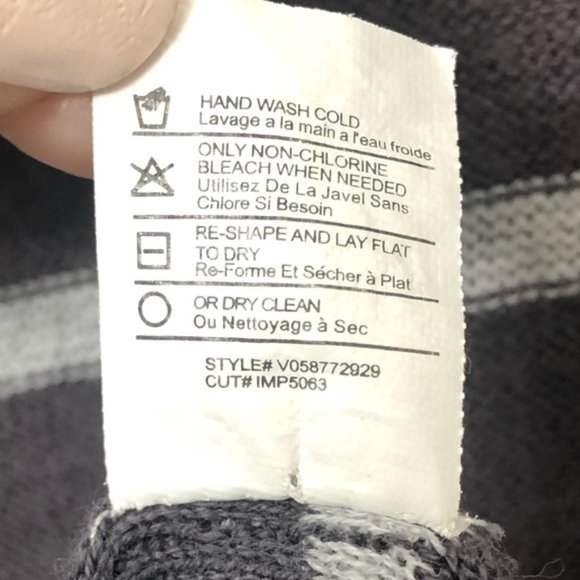 HAND WASH COLD
Lavage a la main a l'eau froide
ONLY NON-CHLORINE
BLEACH WHEN NEEDED
Utilisez De La Javel Sans
Chlore Si Besoin
RE-SHAPE AND LAY FLAT
TO DRY
Re-Forme Et Sécher à Plat
OR DRY CLEAN
Ou Nettoyage à Sec
STYLE# V058772929
CUT# IMP5063